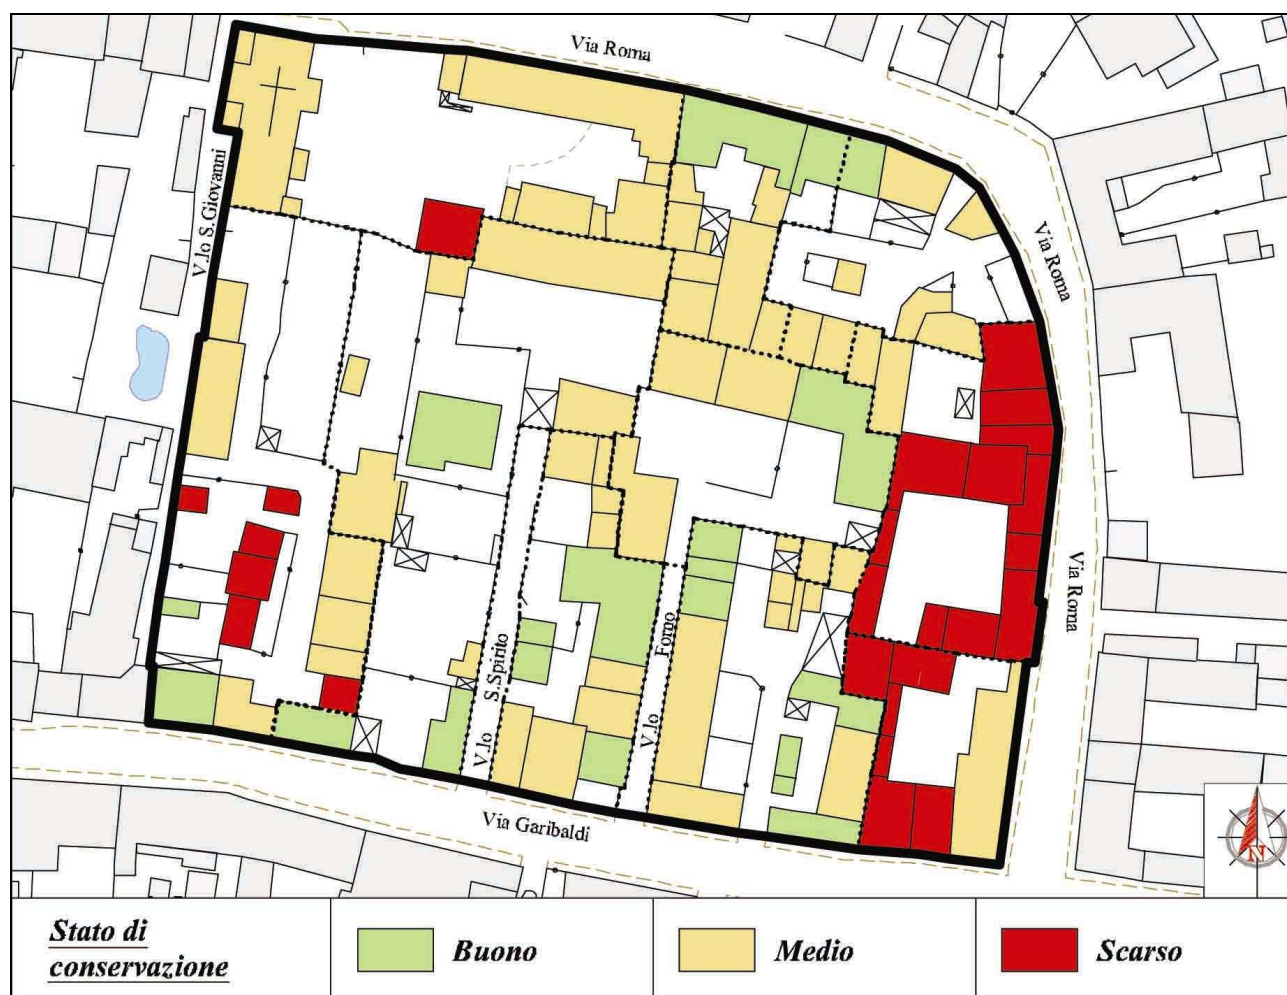 Via Roma
V.lo S.Giovanni
Via Roma
Via Roma
V.lo S.Spirito
V.lo Forno
Via Garibaldi
N
Stato di
conservazione
Buono
Medio
Scarso